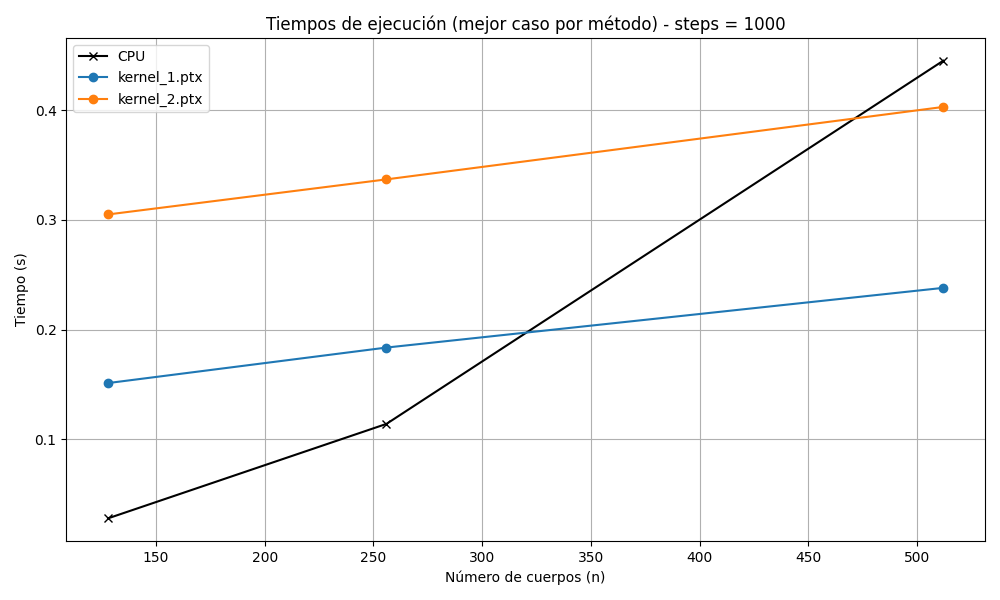 Tiempos de ejecución (mejor caso por método) - steps = 1000
CPU
kernel_1.ptx
kernel_2.ptx
Tiempo (s)
0.4
0.3
0.2
0.1
150 200 250 300 350 400 450 500
Número de cuerpos (n)